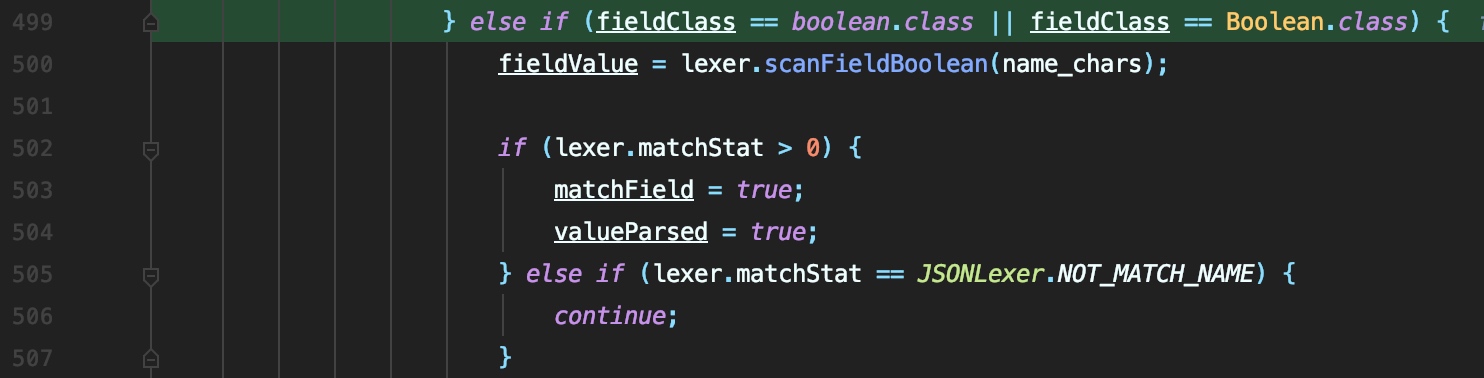 499 } else if (fieldClass == boolean.class || fieldClass == Boolean.class) {
500 fieldValue = lexer.scanFieldBoolean(name_chars);
501
502 if (lexer.matchStat > 0) {
503 matchField = true;
504 valueParsed = true;
505 } else if (lexer.matchStat == JSONLexer.NOT_MATCH_NAME) {
506 continue;
507 }